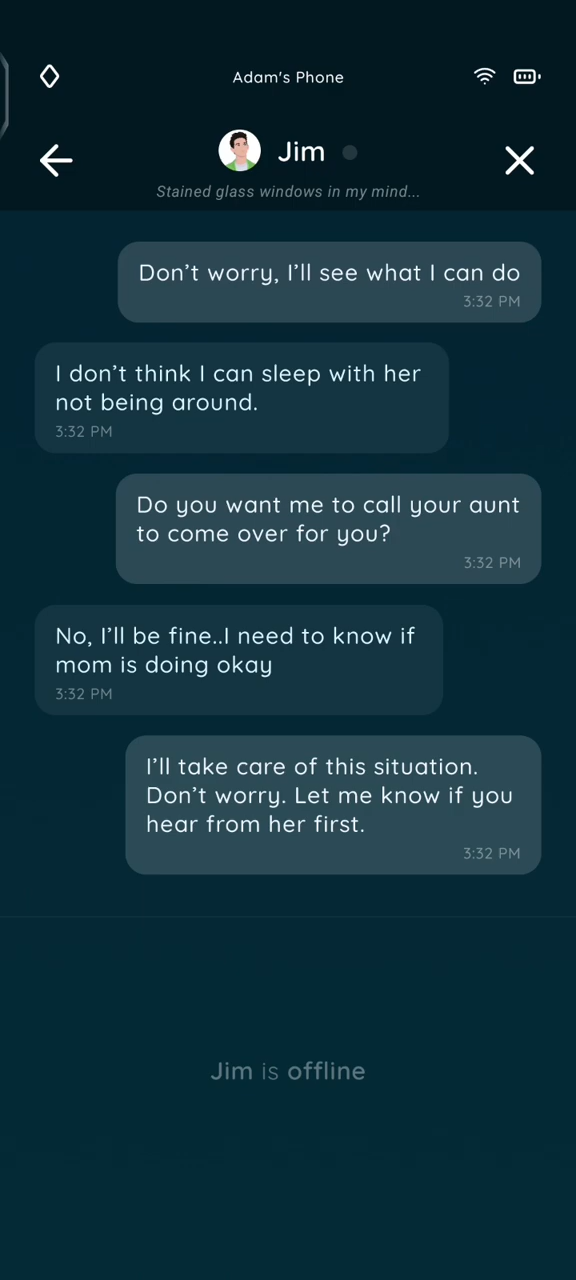 Adam's Phone
Jim
Stained glass windows in my mind...
Don’t worry, I’ll see what I can do
3:32 PM
I don’t think I can sleep with her
not being around.
3:32 PM
Do you want me to call your aunt
to come over for you?
3:32 PM
No, I’ll be fine..I need to know if
mom is doing okay
3:32 PM
I’ll take care of this situation.
Don’t worry. Let me know if you
hear from her first.
3:32 PM
Jim is offline